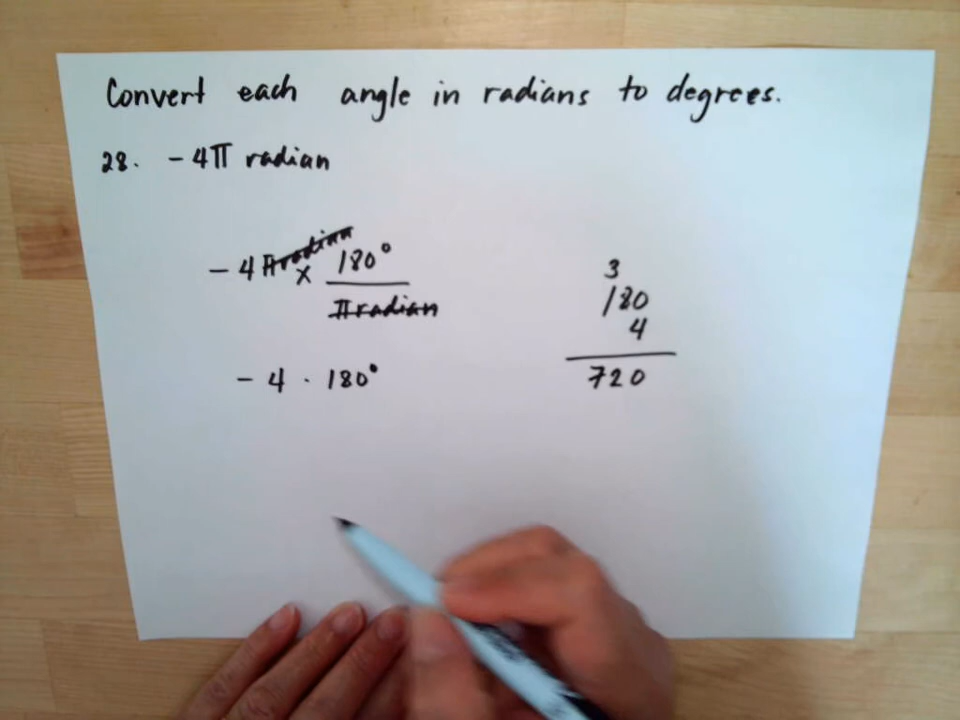 Convert each angle in radians to degrees.
28. - 4π radian
- 4 π radian x 180°
π radian
- 4 · 180°
3
180
4
720